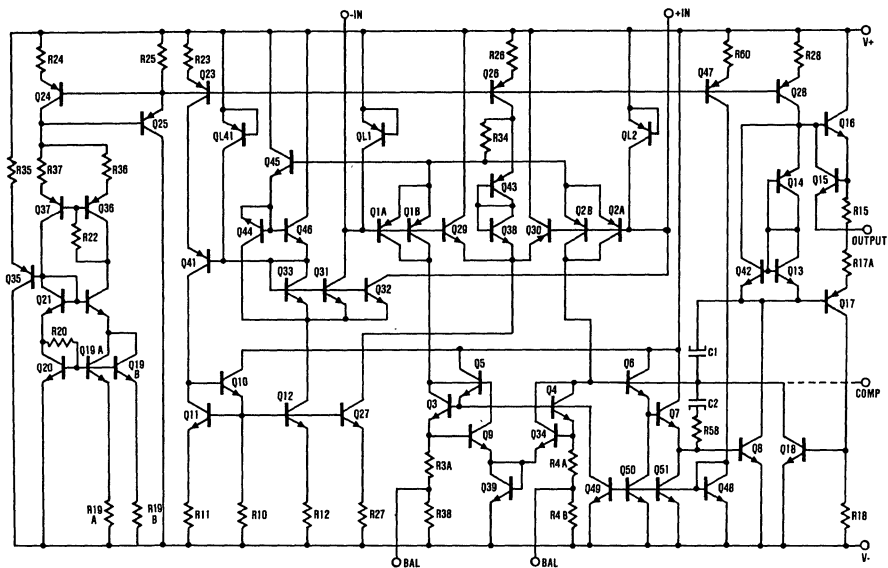 -IN
+IN
V+
R24
R25
R23
R26
R60
R28
Q23
Q26
Q47
Q24
Q28
Q25
Q16
QL41
QL1
QL2
R34
R35
R37
R36
Q45
Q43
Q14
Q15
Q37
Q36
Q1A
Q1B
Q2B
Q2A
R15
R22
Q44
Q46
Q29
Q38
Q30
OUTPUT
Q41
Q33
Q31
Q32
Q42
Q13
R17A
Q35
Q21
Q17
R20
Q19 A
Q19 B
Q20
Q5
Q6
C1
Q10
Q3
Q4
Q7
C2
COMP
Q11
Q12
Q27
Q9
Q34
R58
Q8
Q18
R3A
R4A
Q39
Q49
Q50
Q51
Q48
R19 A
R19 B
R11
R10
R12
R27
R38
R4B
R18
V-
BAL
BAL